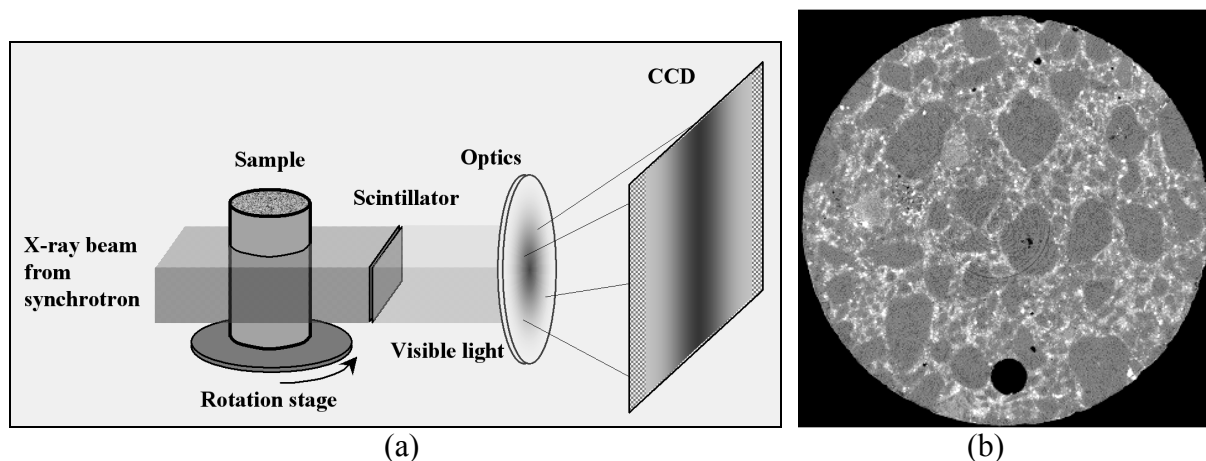 CCD
Sample
Optics
Scintillator
X-ray beam
from
synchrotron
Visible light
Rotation stage
(a)
(b)